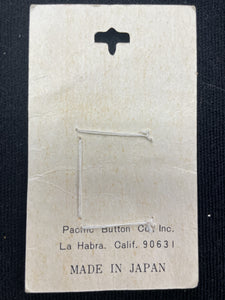 Pacific Button Co., Inc.
La Habra. Calif. 90631
MADE IN JAPAN